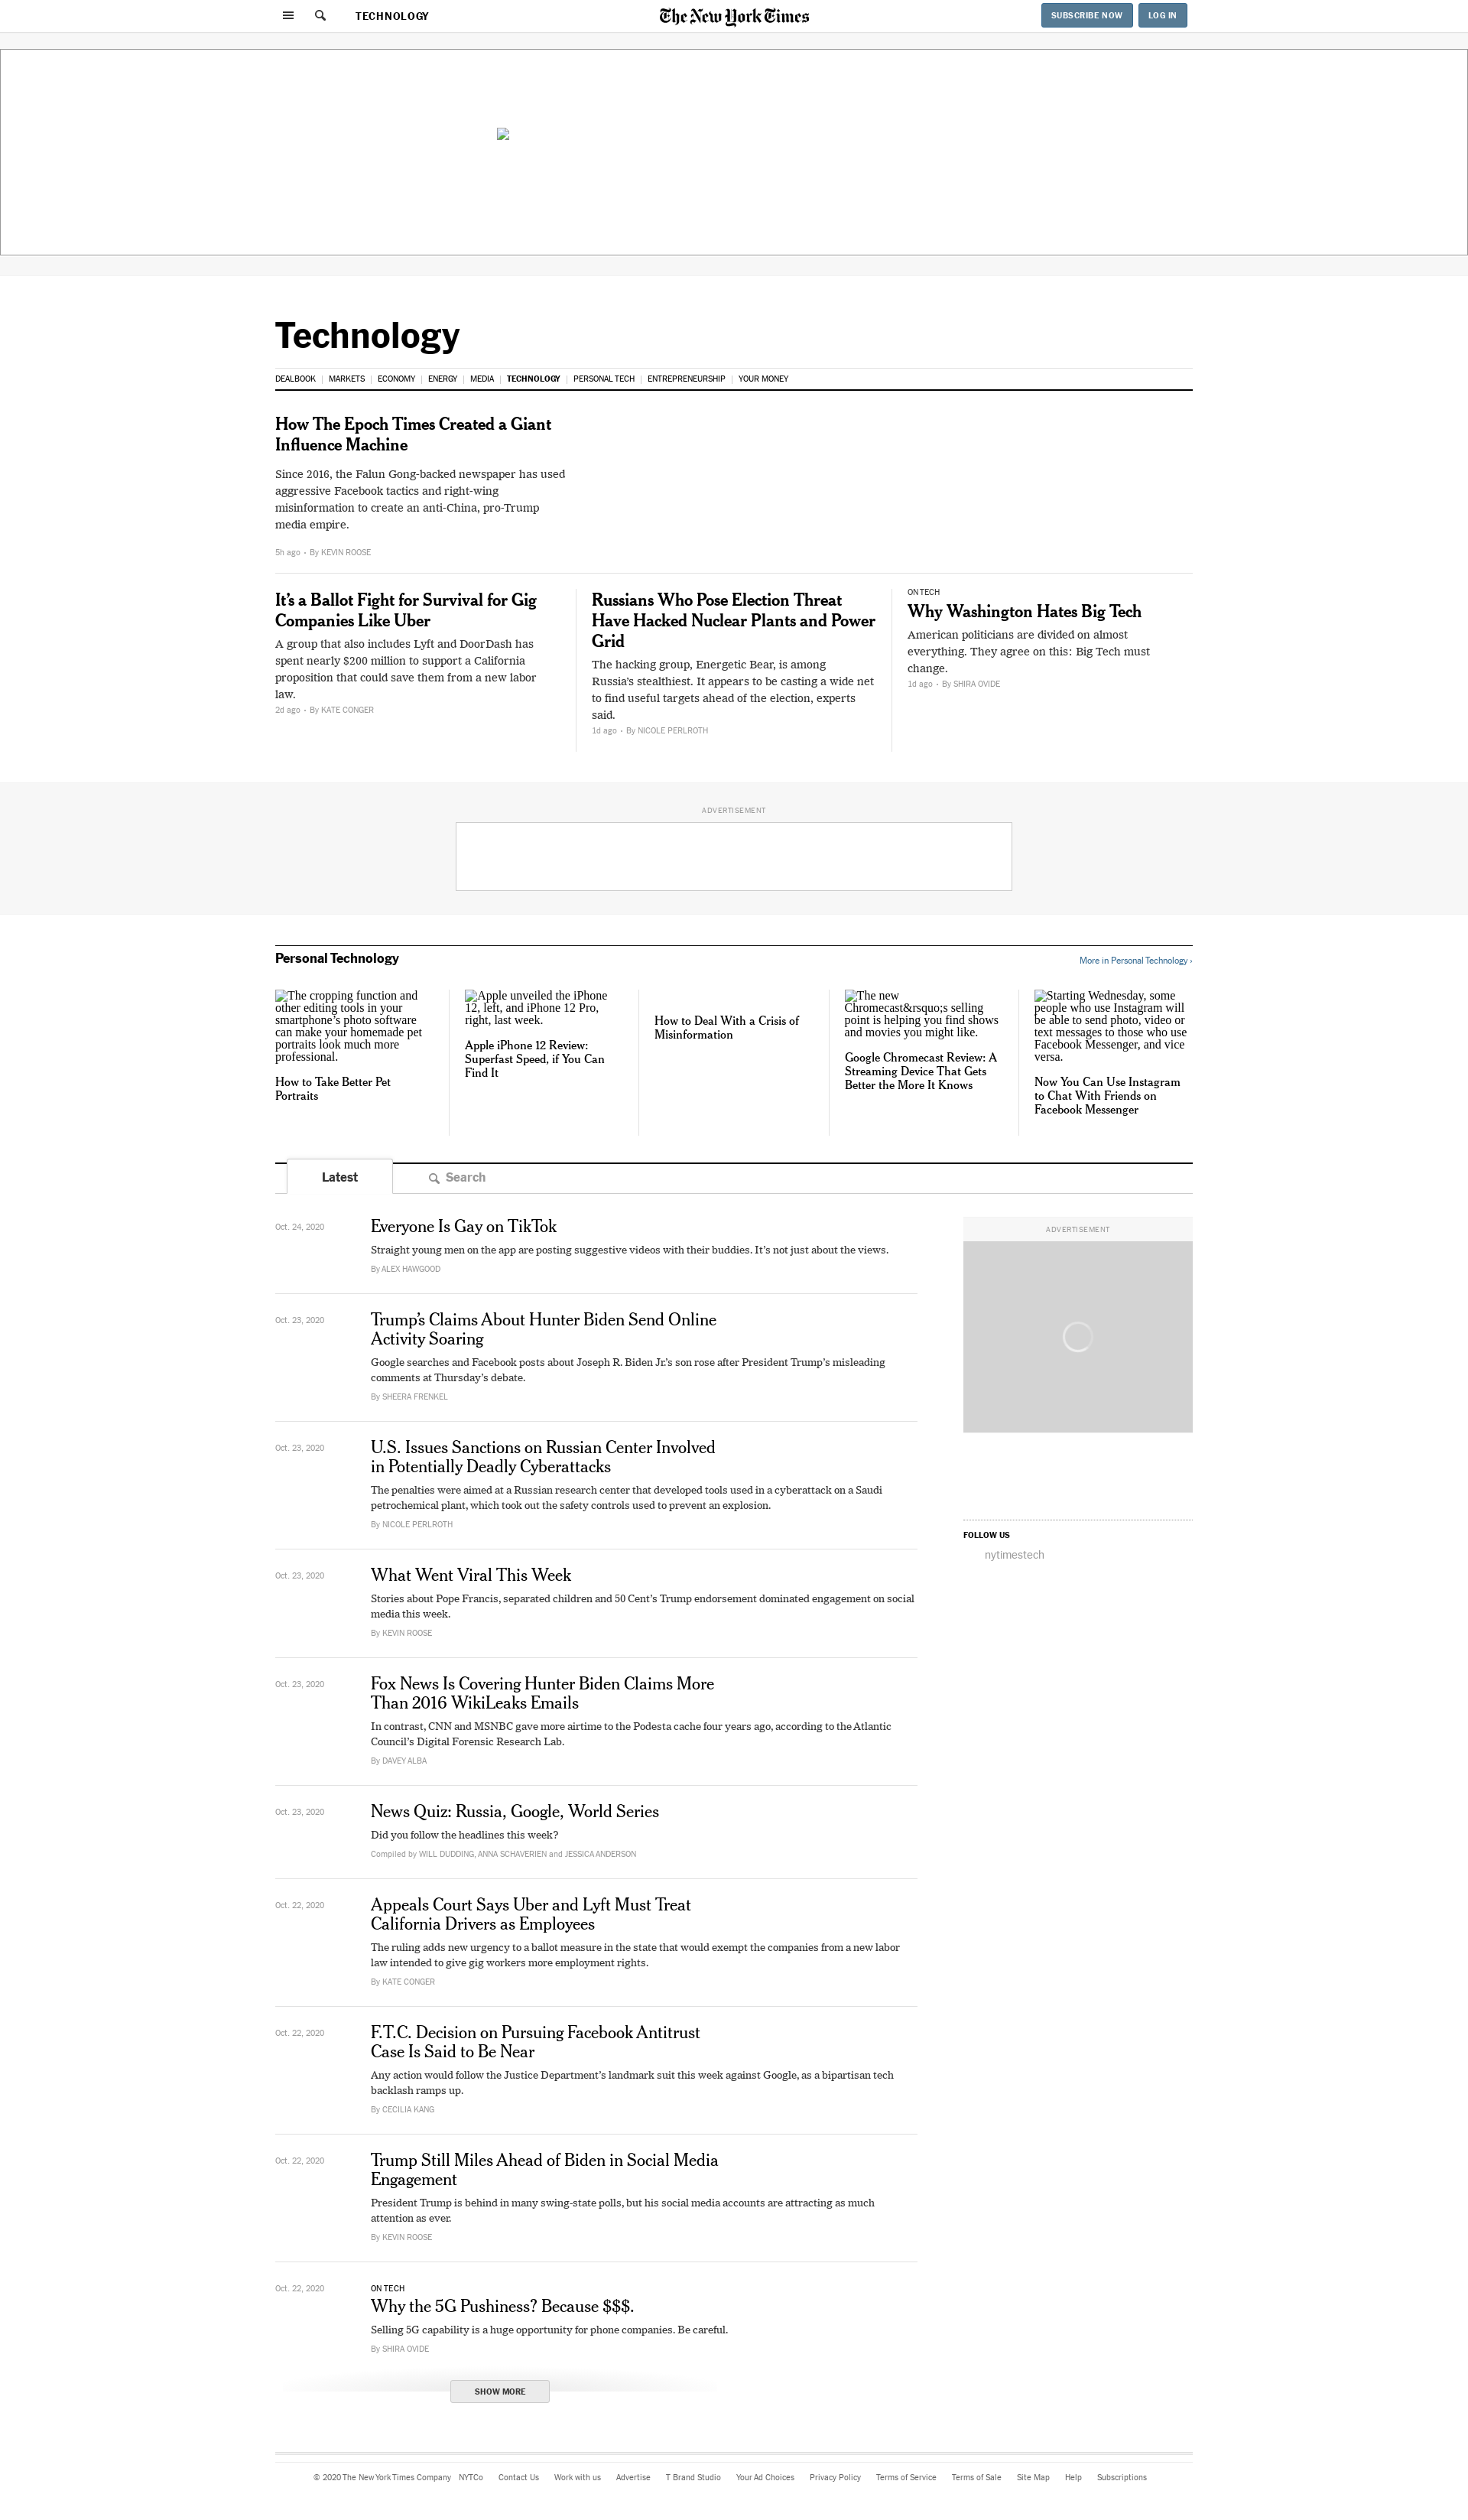 TECHNOLOGY
The New York Times
SUBSCRIBE NOW
LOG IN
Technology
DEALBOOK
MARKETS
ECONOMY
ENERGY
MEDIA
TECHNOLOGY
PERSONAL TECH
ENTREPRENEURSHIP
YOUR MONEY
How The Epoch Times Created a Giant
Influence Machine
Since 2016, the Falun Gong-backed newspaper has used
aggressive Facebook tactics and right-wing
misinformation to create an anti-China, pro-Trump
media empire.
5h ago • By KEVIN ROOSE
It’s a Ballot Fight for Survival for Gig
Companies Like Uber
A group that also includes Lyft and DoorDash has
spent nearly $200 million to support a California
proposition that could save them from a new labor
law.
2d ago • By KATE CONGER
Russians Who Pose Election Threat
Have Hacked Nuclear Plants and Power
Grid
The hacking group, Energetic Bear, is among
Russia’s stealthiest. It appears to be casting a wide net
to find useful targets ahead of the election, experts
said.
1d ago • By NICOLE PERLROTH
ON TECH
Why Washington Hates Big Tech
American politicians are divided on almost
everything. They agree on this: Big Tech must
change.
1d ago • By SHIRA OVIDE
ADVERTISEMENT
Personal Technology
More in Personal Technology ›
The cropping function and
other editing tools in your
smartphone’s photo software
can make your homemade pet
portraits look much more
professional.
How to Take Better Pet
Portraits
Apple unveiled the iPhone
12, left, and iPhone 12 Pro,
right, last week.
Apple iPhone 12 Review:
Superfast Speed, if You Can
Find It
How to Deal With a Crisis of
Misinformation
The new
Chromecast&rsquo;s selling
point is helping you find shows
and movies you might like.
Google Chromecast Review: A
Streaming Device That Gets
Better the More It Knows
Starting Wednesday, some
people who use Instagram will
be able to send photo, video or
text messages to those who use
Facebook Messenger, and vice
versa.
Now You Can Use Instagram
to Chat With Friends on
Facebook Messenger
Latest
Search
Oct. 24, 2020
Everyone Is Gay on TikTok
Straight young men on the app are posting suggestive videos with their buddies. It’s not just about the views.
By ALEX HAWGOOD
Oct. 23, 2020
Trump’s Claims About Hunter Biden Send Online
Activity Soaring
Google searches and Facebook posts about Joseph R. Biden Jr.’s son rose after President Trump’s misleading
comments at Thursday’s debate.
By SHEERA FRENKEL
Oct. 23, 2020
U.S. Issues Sanctions on Russian Center Involved
in Potentially Deadly Cyberattacks
The penalties were aimed at a Russian research center that developed tools used in a cyberattack on a Saudi
petrochemical plant, which took out the safety controls used to prevent an explosion.
By NICOLE PERLROTH
Oct. 23, 2020
What Went Viral This Week
Stories about Pope Francis, separated children and 50 Cent’s Trump endorsement dominated engagement on social
media this week.
By KEVIN ROOSE
Oct. 23, 2020
Fox News Is Covering Hunter Biden Claims More
Than 2016 WikiLeaks Emails
In contrast, CNN and MSNBC gave more airtime to the Podesta cache four years ago, according to the Atlantic
Council’s Digital Forensic Research Lab.
By DAVEY ALBA
Oct. 23, 2020
News Quiz: Russia, Google, World Series
Did you follow the headlines this week?
Compiled by WILL DUDDING, ANNA SCHAVERIEN and JESSICA ANDERSON
Oct. 22, 2020
Appeals Court Says Uber and Lyft Must Treat
California Drivers as Employees
The ruling adds new urgency to a ballot measure in the state that would exempt the companies from a new labor
law intended to give gig workers more employment rights.
By KATE CONGER
Oct. 22, 2020
F.T.C. Decision on Pursuing Facebook Antitrust
Case Is Said to Be Near
Any action would follow the Justice Department’s landmark suit this week against Google, as a bipartisan tech
backlash ramps up.
By CECILIA KANG
Oct. 22, 2020
Trump Still Miles Ahead of Biden in Social Media
Engagement
President Trump is behind in many swing-state polls, but his social media accounts are attracting as much
attention as ever.
By KEVIN ROOSE
Oct. 22, 2020
ON TECH
Why the 5G Pushiness? Because $$$.
Selling 5G capability is a huge opportunity for phone companies. Be careful.
By SHIRA OVIDE
SHOW MORE
ADVERTISEMENT
FOLLOW US
nytimestech
© 2020 The New York Times Company
NYTCo
Contact Us
Work with us
Advertise
T Brand Studio
Your Ad Choices
Privacy Policy
Terms of Service
Terms of Sale
Site Map
Help
Subscriptions